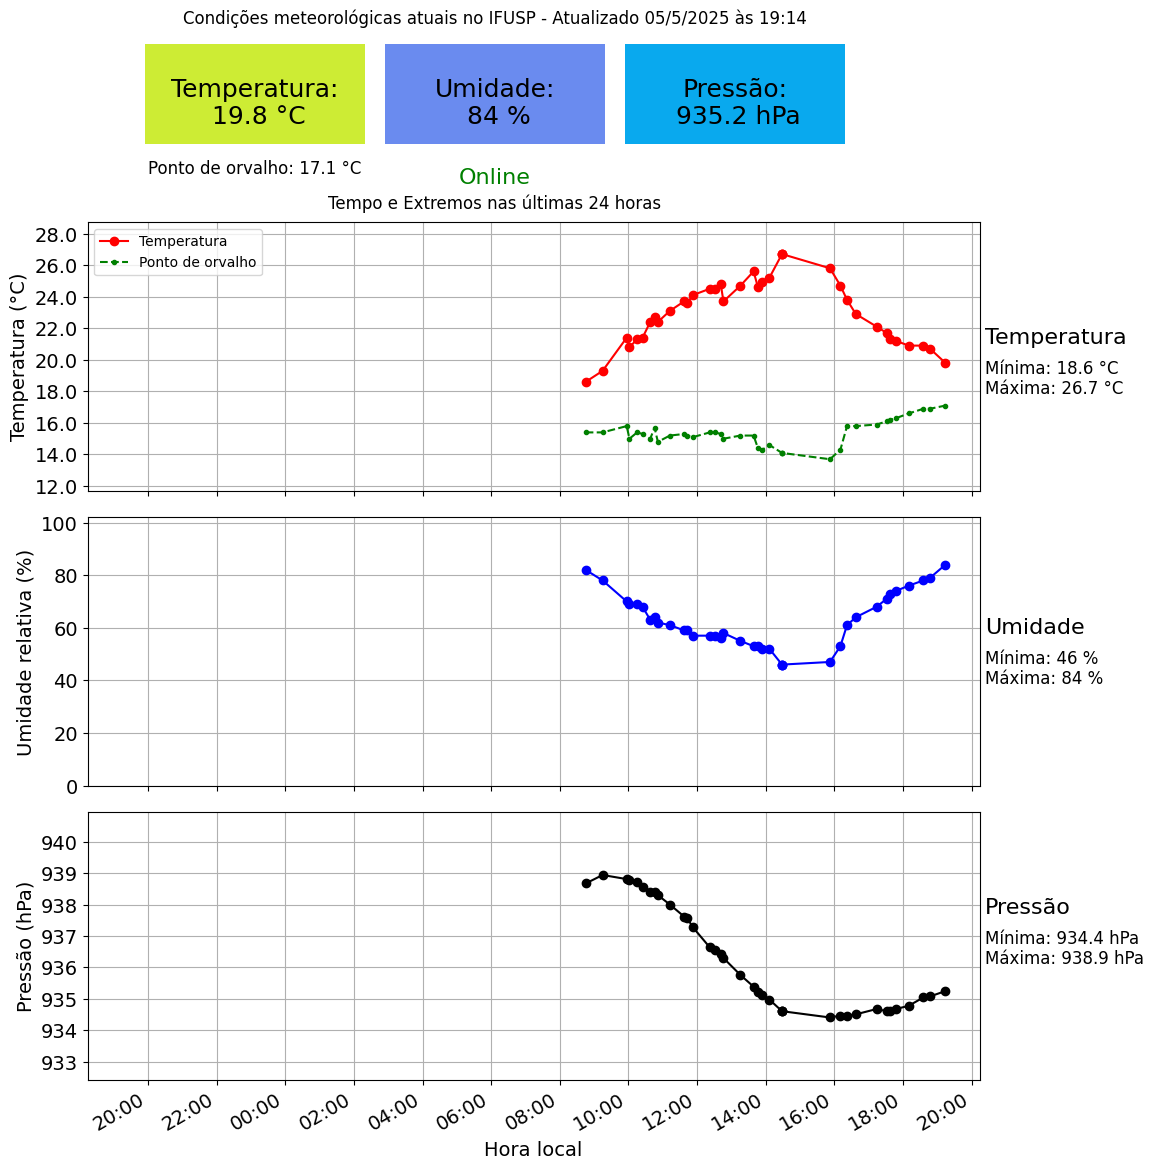 Condições meteorológicas atuais no IFUSP - Atualizado 05/5/2025 às 19:14
Temperatura:
19.8 °C
Umidade:
84 %
Pressão:
935.2 hPa
Ponto de orvalho: 17.1 °C
Online
Tempo e Extremos nas últimas 24 horas
Temperatura (°C)
28.0
26.0
24.0
22.0
20.0
18.0
16.0
14.0
12.0
Temperatura
Ponto de orvalho
Temperatura
Mínima: 18.6 °C
Máxima: 26.7 °C
Umidade relativa (%)
100
80
60
40
20
0
Umidade
Mínima: 46 %
Máxima: 84 %
Pressão (hPa)
940
939
938
937
936
935
934
933
Pressão
Mínima: 934.4 hPa
Máxima: 938.9 hPa
20:00
22:00
00:00
02:00
04:00
06:00
08:00
10:00
12:00
14:00
16:00
18:00
20:00
Hora local